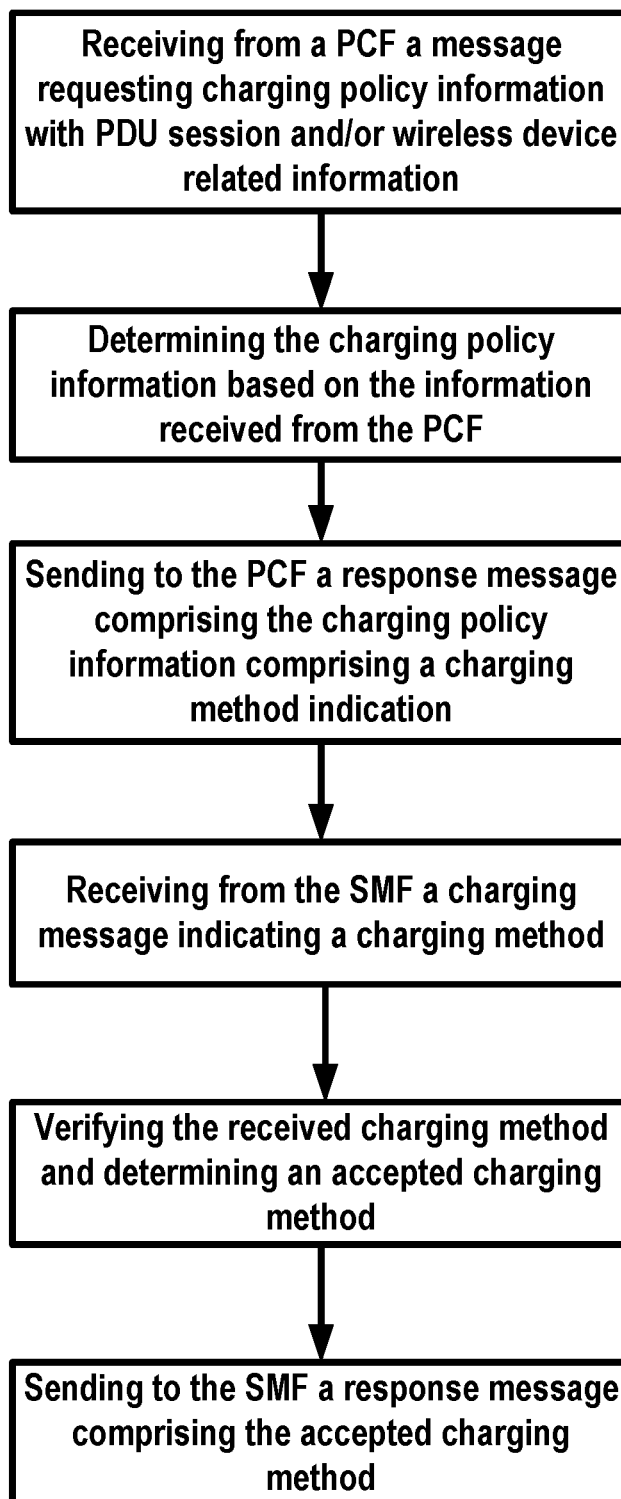 Receiving from a PCF a message
requesting charging policy information
with PDU session and/or wireless device
related information
Determining the charging policy
information based on the information
received from the PCF
Sending to the PCF a response message
comprising the charging policy
information comprising a charging
method indication
Receiving from the SMF a charging
message indicating a charging method
Verifying the received charging method
and determining an accepted charging
method
Sending to the SMF a response message
comprising the accepted charging
method